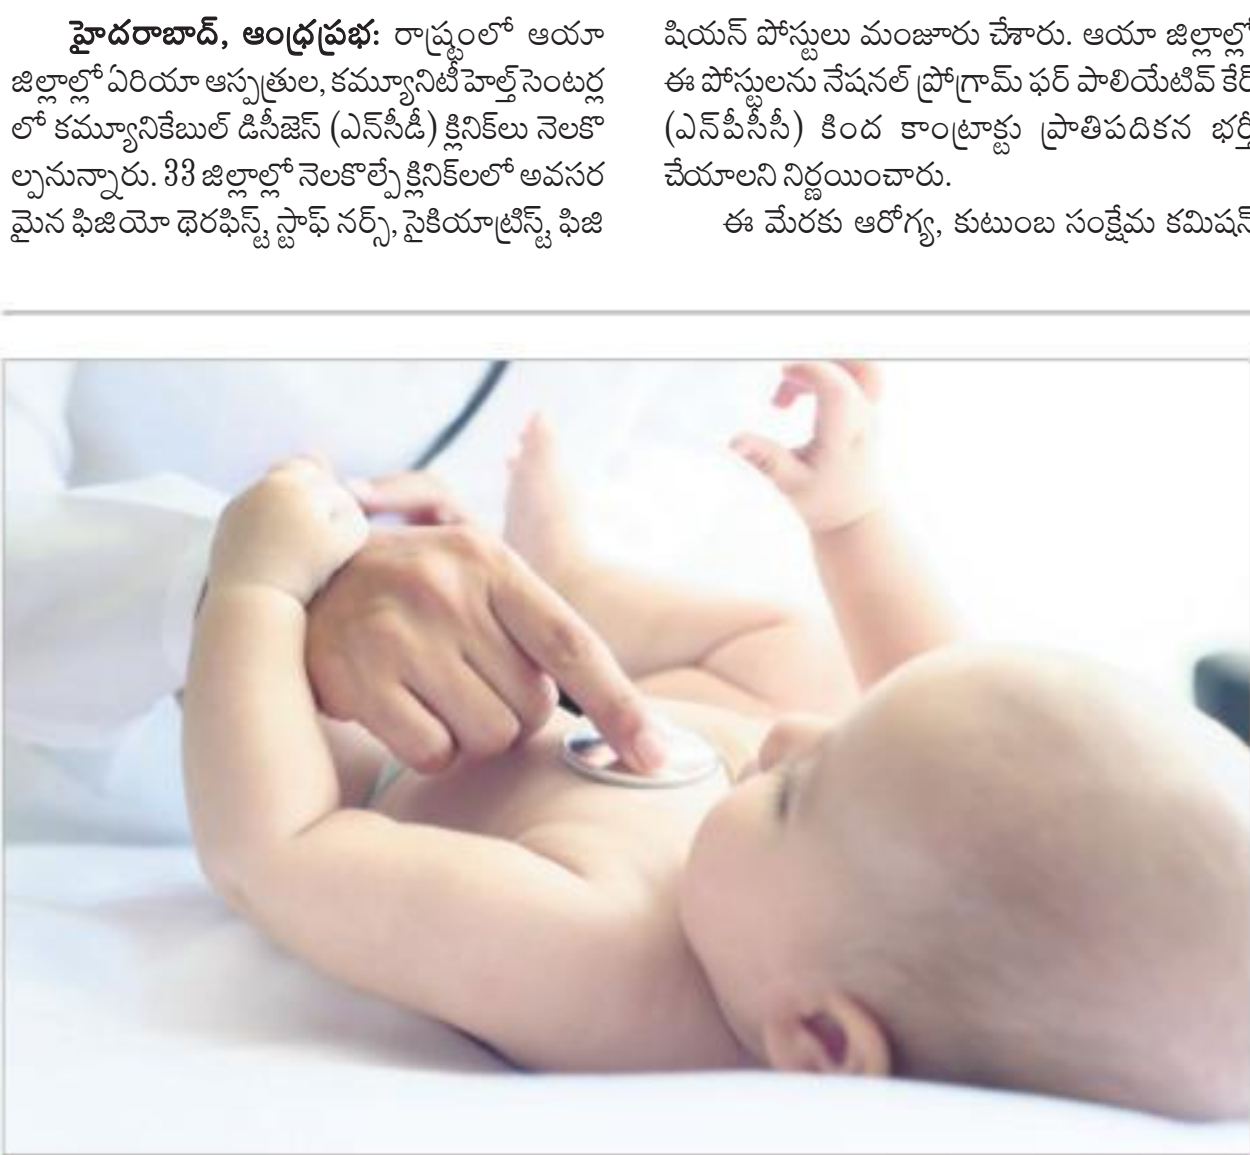 హైదరాబాద్, ఆంధ్రప్రభ: రాష్ట్రంలో ఆయా
జిల్లాల్లో ఏరియా ఆస్పత్రుల, కమ్యూనిటీ హెల్త్ సెంటర్ల
లో కమ్యూనికేబుల్ డిసీజెస్ (ఎన్‌సీడీ) క్లినిక్‌లు నెలకొ
ల్పనున్నారు. 33 జిల్లాల్లో నెలకొల్పే క్లినిక్‌లలో అవసర
మైన ఫిజియో థెరఫిస్ట్, స్టాఫ్ నర్స్, సైకియాట్రిస్ట్, ఫిజి
షియన్ పోస్టులు మంజూరు చేశారు. ఆయా జిల్లాల్లో
ఈ పోస్టులను నేషనల్ ప్రోగ్రామ్ ఫర్ పాలియేటివ్ కేర్
(ఎన్‌పీసీసీ) కింద కాంట్రాక్టు ప్రాతిపదికన భర్తీ
చేయాలని నిర్ణయించారు.
ఈ మేరకు ఆరోగ్య, కుటుంబ సంక్షేమ కమిషన్